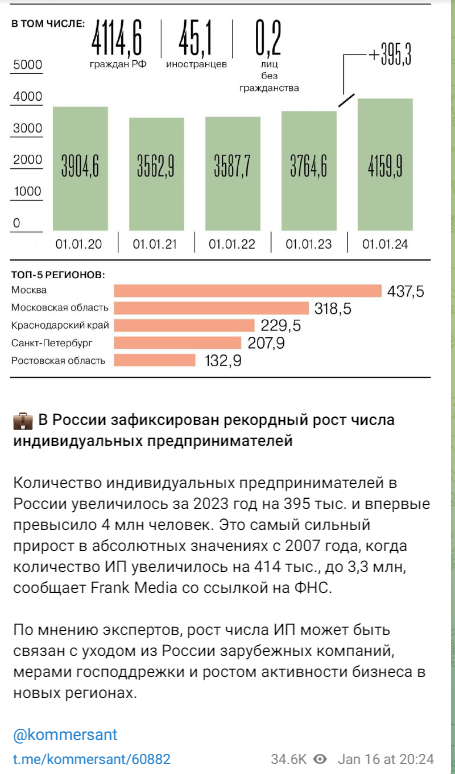 В ТОМ ЧИСЛЕ:
4114,6
граждан РФ
45,1
иностранцев
0,2
лиц
без
гражданства
+395,3
5000
4000
3000
2000
1000
0
3904,6
3562,9
3587,7
3764,6
4159,9
01.01.20
01.01.21
01.01.22
01.01.23
01.01.24
ТОП-5 РЕГИОНОВ:
Москва 437,5
Московская область 318,5
Краснодарский край 229,5
Санкт-Петербург 207,9
Ростовская область 132,9
💼 В России зафиксирован рекордный рост числа
индивидуальных предпринимателей
Количество индивидуальных предпринимателей в
России увеличилось за 2023 год на 395 тыс. и впервые
превысило 4 млн человек. Это самый сильный
прирост в абсолютных значениях с 2007 года, когда
количество ИП увеличилось на 414 тыс., до 3,3 млн,
сообщает Frank Media со ссылкой на ФНС.
По мнению экспертов, рост числа ИП может быть
связан с уходом из России зарубежных компаний,
мерами господдрежки и ростом активности бизнеса в
новых регионах.
@kommersant
t.me/kommersant/60882
34.6K Jan 16 at 20:24